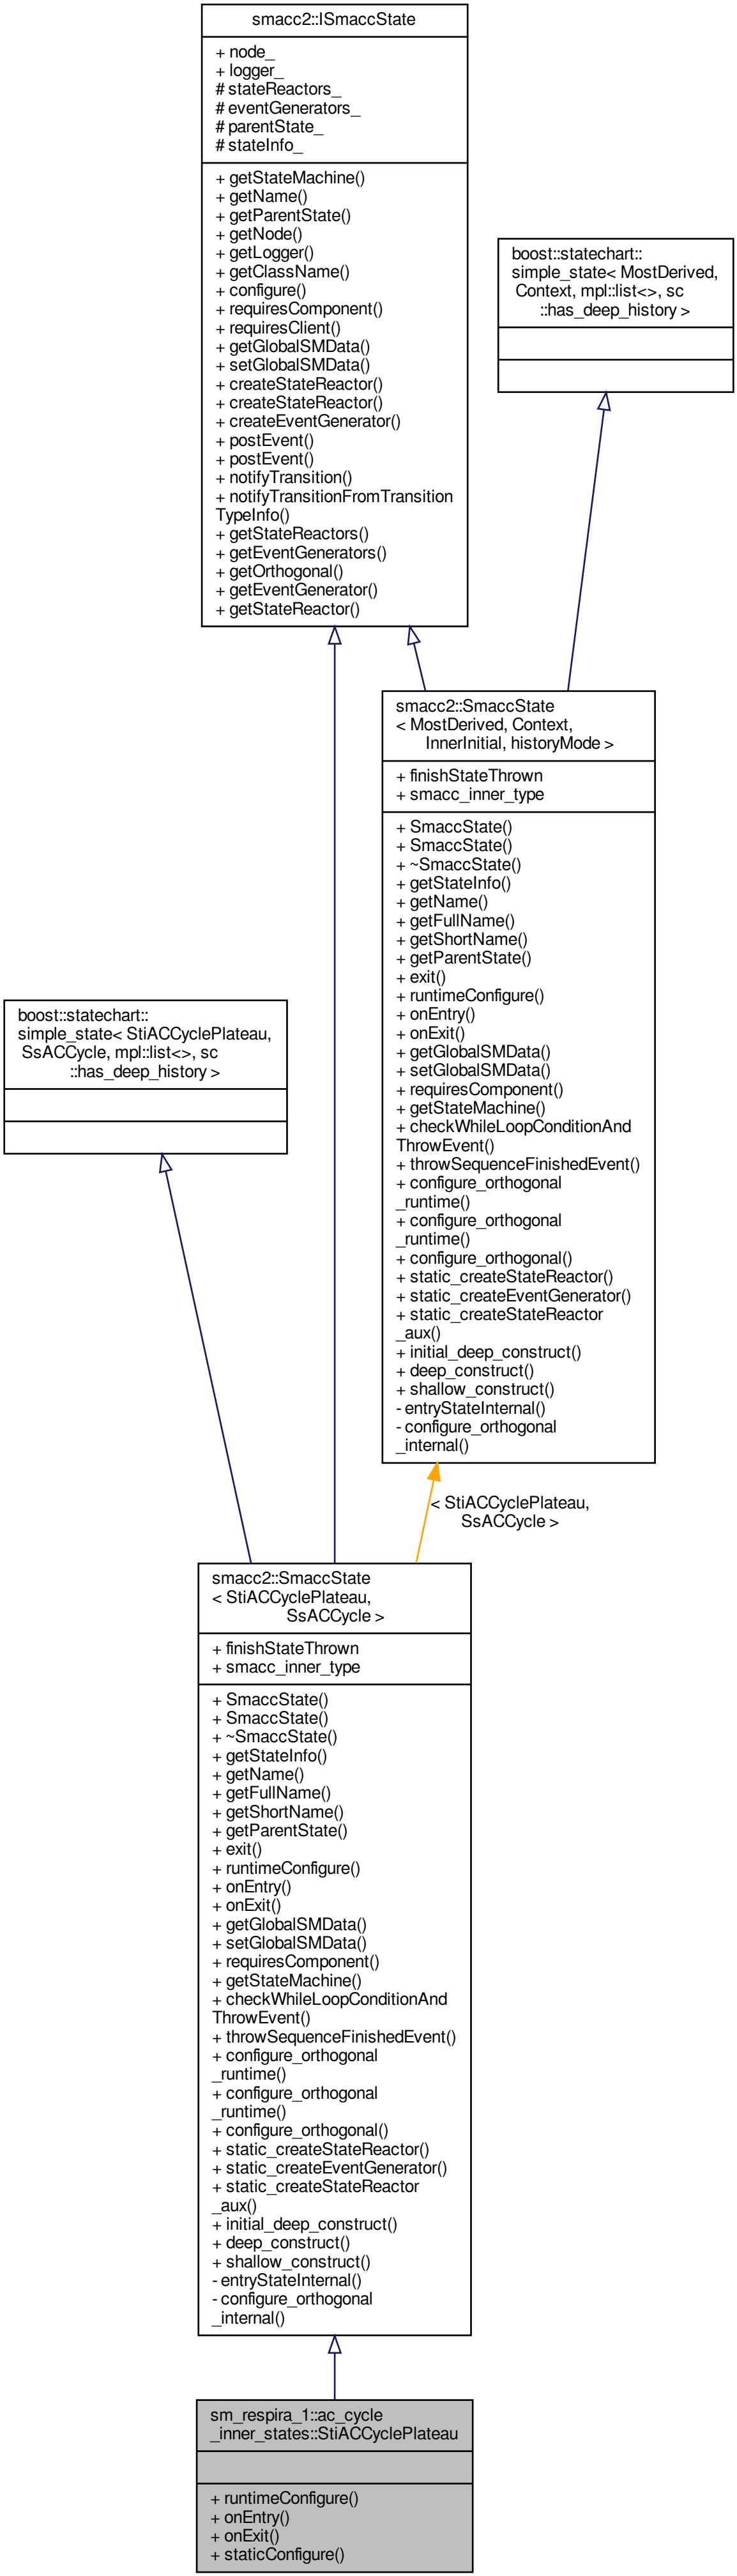 smacc2::ISmaccState
+ node_
+ logger_
# stateReactors_
# eventGenerators_
# parentState_
# stateInfo_
+ getStateMachine()
+ getName()
+ getParentState()
+ getNode()
+ getLogger()
+ getClassName()
+ configure()
+ requiresComponent()
+ requiresClient()
+ getGlobalSMData()
+ setGlobalSMData()
+ createStateReactor()
+ createStateReactor()
+ createEventGenerator()
+ postEvent()
+ postEvent()
+ notifyTransition()
+ notifyTransitionFromTransition
TypeInfo()
+ getStateReactors()
+ getEventGenerators()
+ getOrthogonal()
+ getEventGenerator()
+ getStateReactor()
boost::statechart::
simple_state< MostDerived,
Context, mpl::list<>, sc
::has_deep_history >
smacc2::SmaccState
< MostDerived, Context,
InnerInitial, historyMode >
+ finishStateThrown
+ smacc_inner_type
+ SmaccState()
+ SmaccState()
+ ~SmaccState()
+ getStateInfo()
+ getName()
+ getFullName()
+ getShortName()
+ getParentState()
+ exit()
+ runtimeConfigure()
+ onEntry()
+ onExit()
+ getGlobalSMData()
+ setGlobalSMData()
+ requiresComponent()
+ getStateMachine()
+ checkWhileLoopConditionAnd
ThrowEvent()
+ throwSequenceFinishedEvent()
+ configure_orthogonal
_runtime()
+ configure_orthogonal
_runtime()
+ configure_orthogonal()
+ static_createStateReactor()
+ static_createEventGenerator()
+ static_createStateReactor
_aux()
+ initial_deep_construct()
+ deep_construct()
+ shallow_construct()
- entryStateInternal()
- configure_orthogonal
_internal()
boost::statechart::
simple_state< StiACCyclePlateau,
SsACCycle, mpl::list<>, sc
::has_deep_history >
< StiACCyclePlateau,
SsACCycle >
smacc2::SmaccState
< StiACCyclePlateau,
SsACCycle >
+ finishStateThrown
+ smacc_inner_type
+ SmaccState()
+ SmaccState()
+ ~SmaccState()
+ getStateInfo()
+ getName()
+ getFullName()
+ getShortName()
+ getParentState()
+ exit()
+ runtimeConfigure()
+ onEntry()
+ onExit()
+ getGlobalSMData()
+ setGlobalSMData()
+ requiresComponent()
+ getStateMachine()
+ checkWhileLoopConditionAnd
ThrowEvent()
+ throwSequenceFinishedEvent()
+ configure_orthogonal
_runtime()
+ configure_orthogonal
_runtime()
+ configure_orthogonal()
+ static_createStateReactor()
+ static_createEventGenerator()
+ static_createStateReactor
_aux()
+ initial_deep_construct()
+ deep_construct()
+ shallow_construct()
- entryStateInternal()
- configure_orthogonal
_internal()
sm_respira_1::ac_cycle
_inner_states::StiACCyclePlateau
+ runtimeConfigure()
+ onEntry()
+ onExit()
+ staticConfigure()